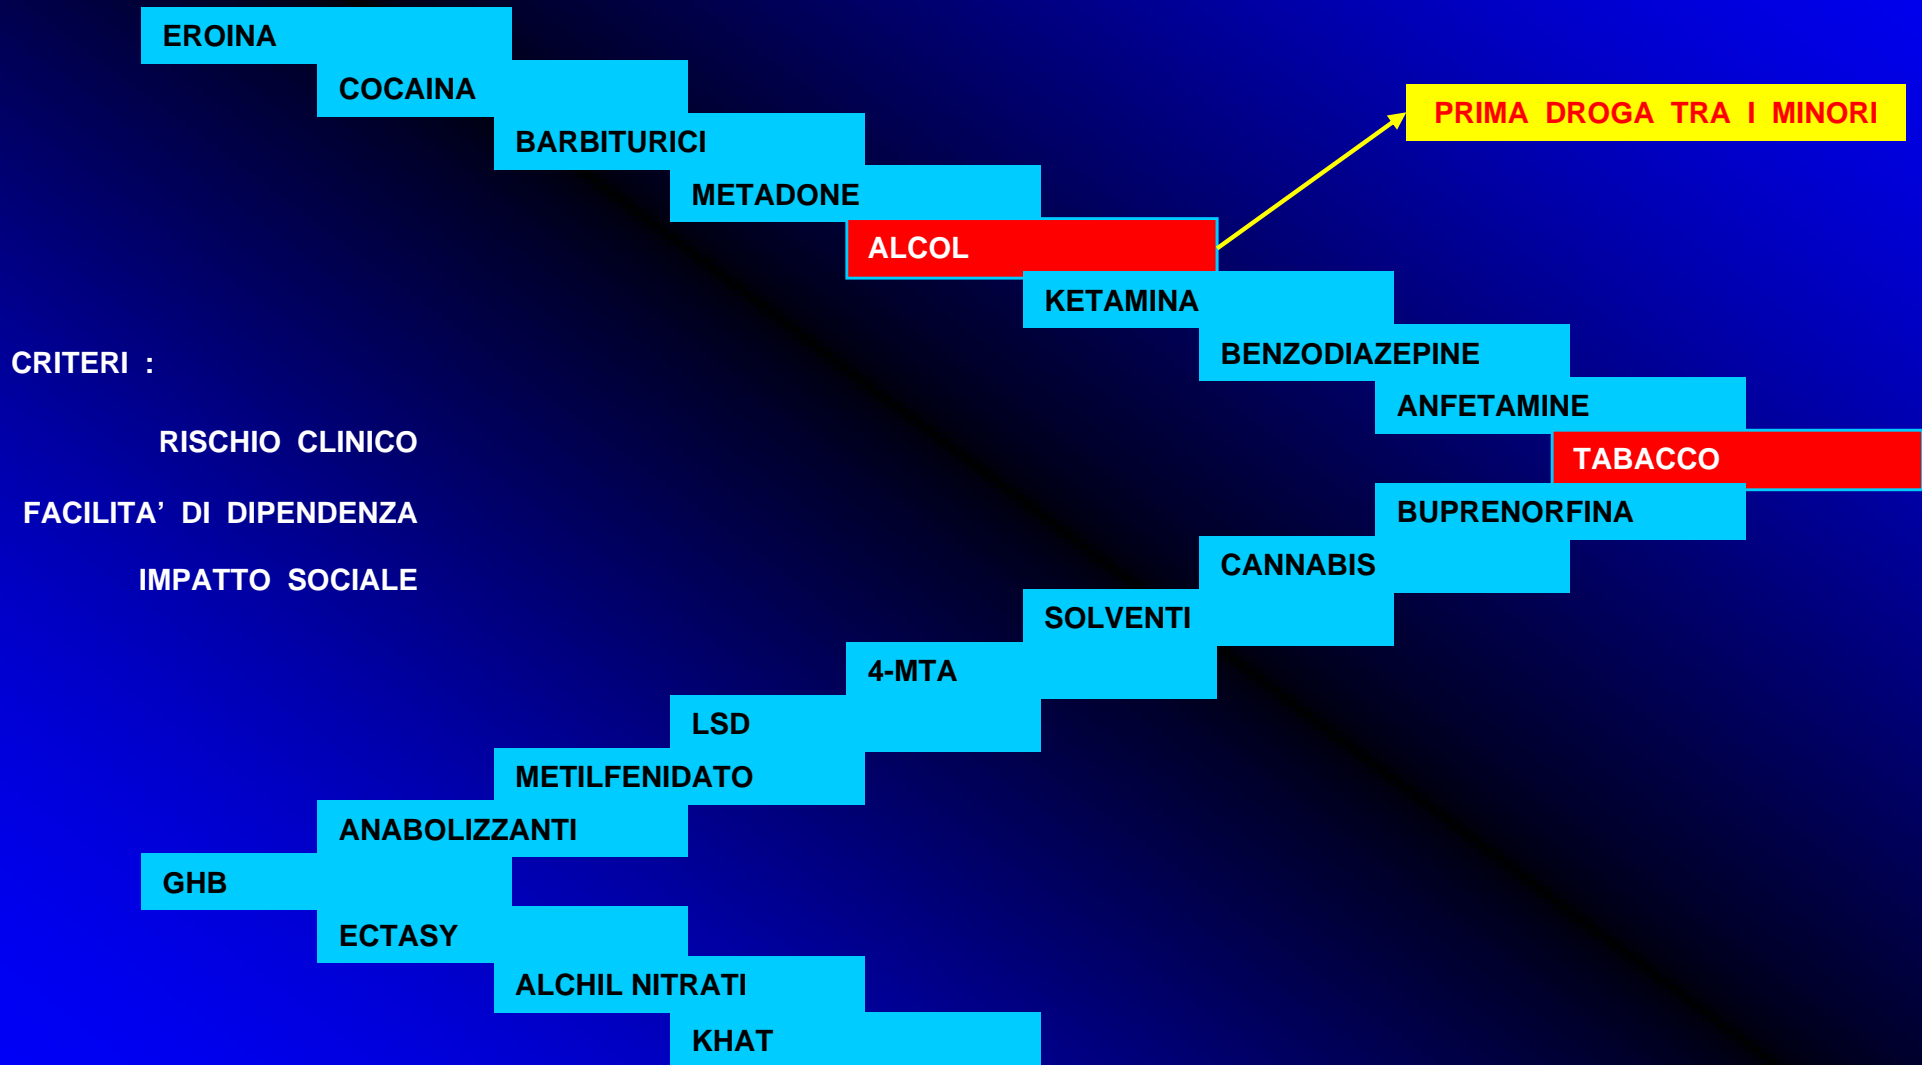 EROINA
COCAINA
PRIMA DROGA TRA I MINORI
BARBITURICI
METADONE
ALCOL
KETAMINA
BENZODIAZEPINE
CRITERI :
ANFETAMINE
RISCHIO CLINICO
TABACCO
FACILITA’ DI DIPENDENZA
BUPRENORFINA
CANNABIS
IMPATTO SOCIALE
SOLVENTI
4-MTA
LSD
METILFENIDATO
ANABOLIZZANTI
GHB
ECTASY
ALCHIL NITRATI
KHAT